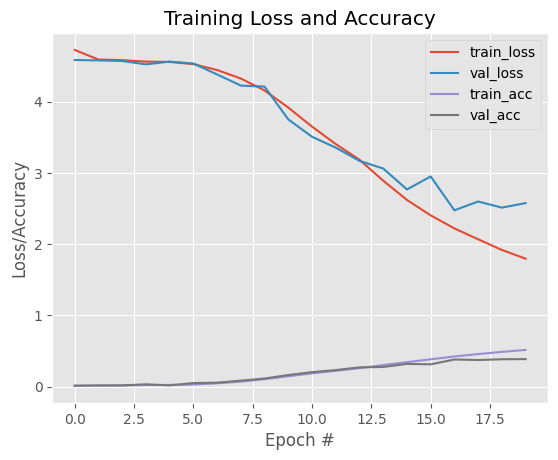 Training Loss and Accuracy
train_loss
val_loss
train_acc
val_acc
Loss/Accuracy
4
3
2
1
0
0.0 2.5 5.0 7.5 10.0 12.5 15.0 17.5
Epoch #